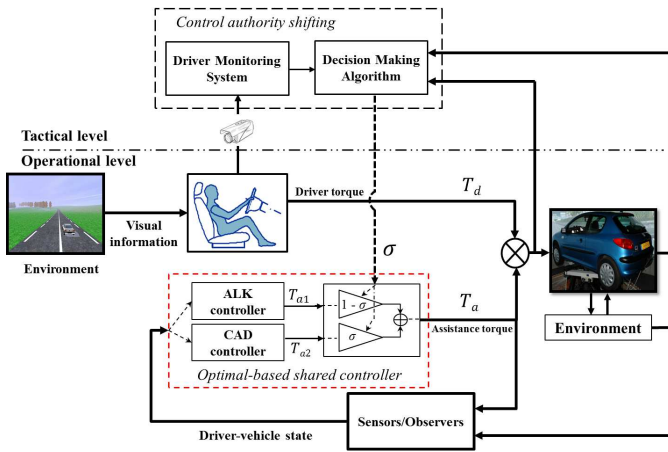 Control authority shifting
Driver Monitoring
System
Decision Making
Algorithm
Tactical level
Operational level
Driver torque
T_d
Visual
information
Environment
σ
ALK
controller
T_a1
1 - σ
T_a
CAD
controller
T_a2
σ
Assistance torque
Environment
Optimal-based shared controller
Sensors/Observers
Driver-vehicle state